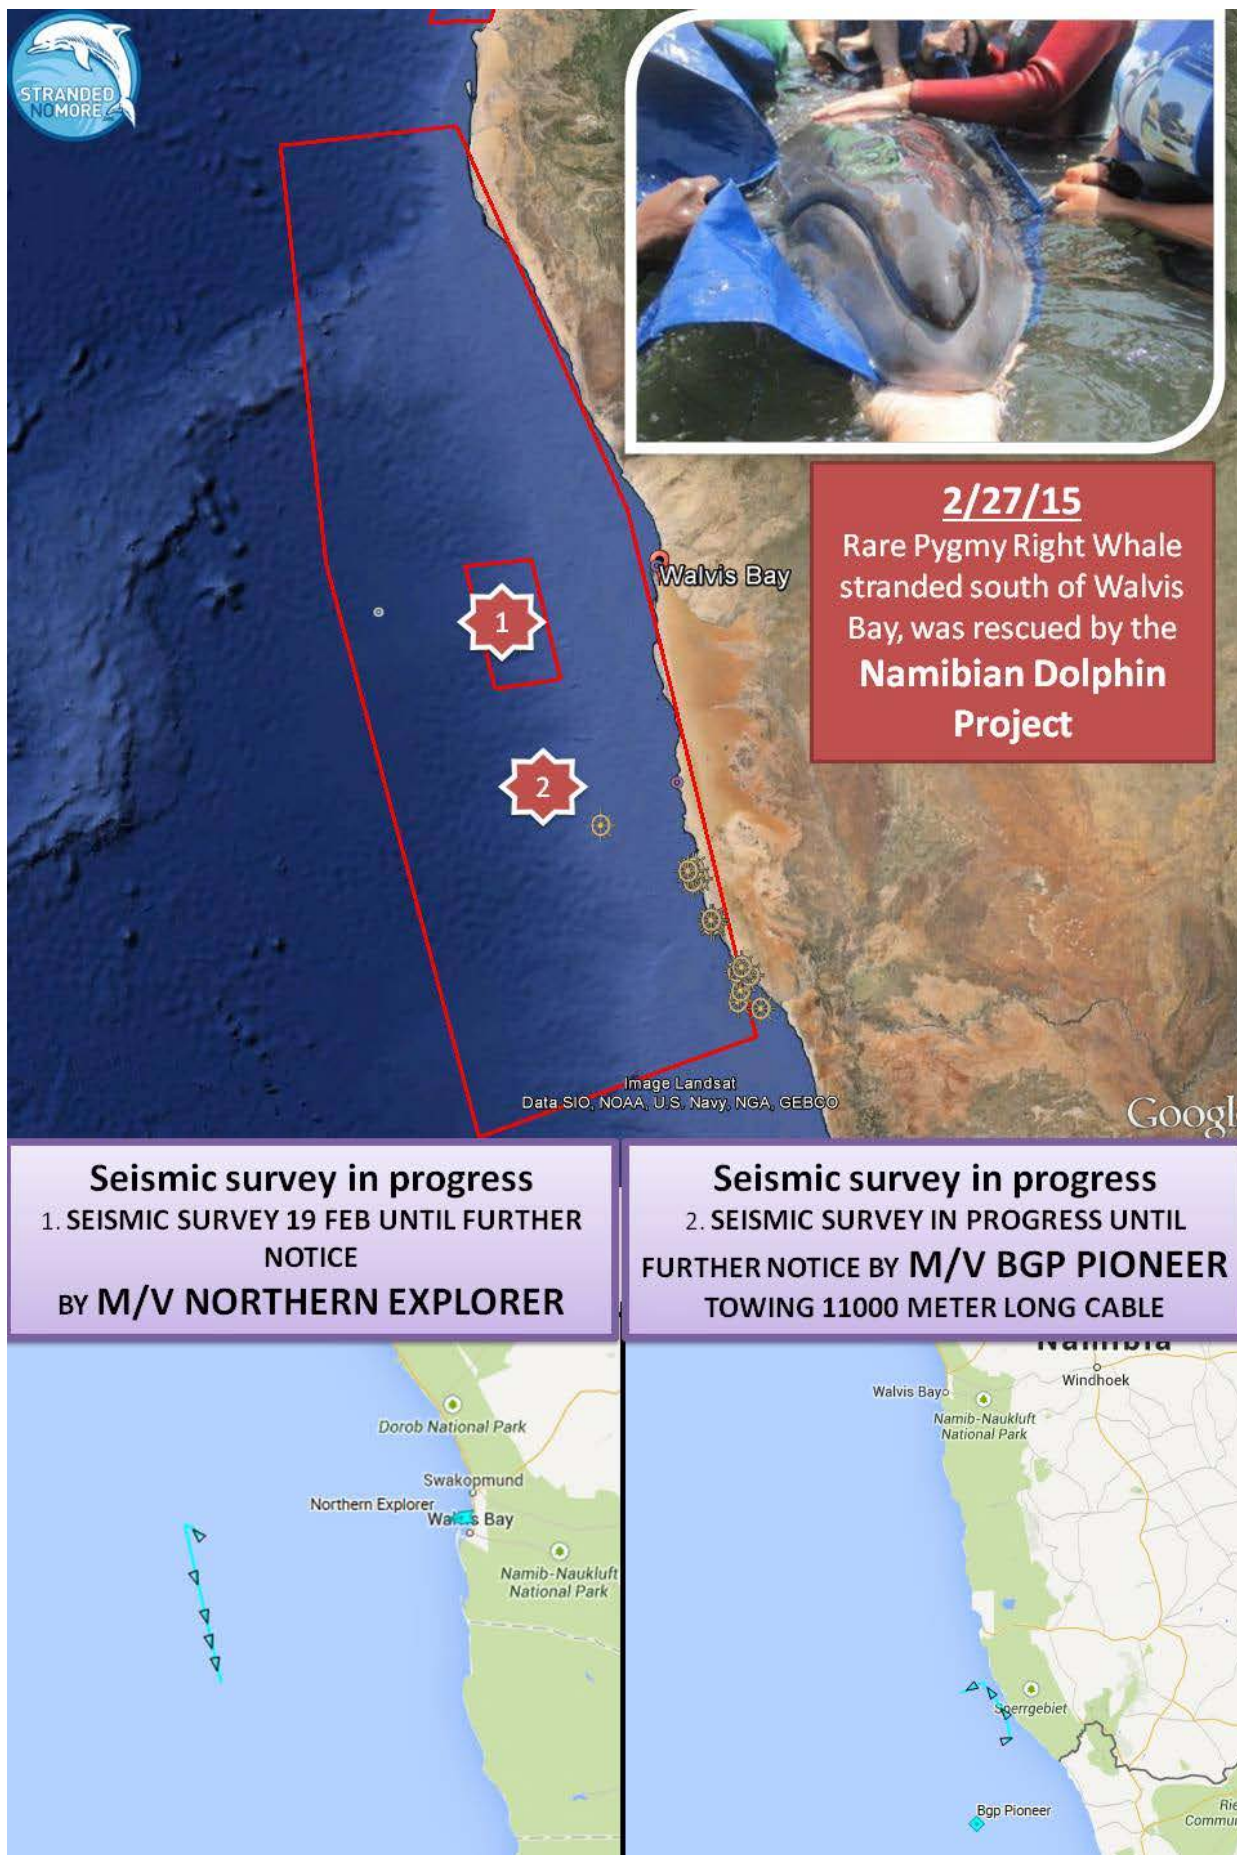 STRANDED
NOMORE
Walvis Bay
1
2
2/27/15
Rare Pygmy Right Whale
stranded south of Walvis
Bay, was rescued by the
Namibian Dolphin
Project
Image Landsat
Data SIO, NOAA, U.S. Navy, NGA, GEBCO
Seismic survey in progress
1. SEISMIC SURVEY 19 FEB UNTIL FURTHER
NOTICE
BY M/V NORTHERN EXPLORER
Seismic survey in progress
2. SEISMIC SURVEY IN PROGRESS UNTIL
FURTHER NOTICE BY M/V BGP PIONEER
TOWING 11000 METER LONG CABLE
Dorob National Park
Swakopmund
Northern Explorer
Walvis Bay
Namib-Naukluft
National Park
Namibia
Windhoek
Walvis Bay
Namib-Naukluft
National Park
Sperrgebiet
Bgp Pioneer